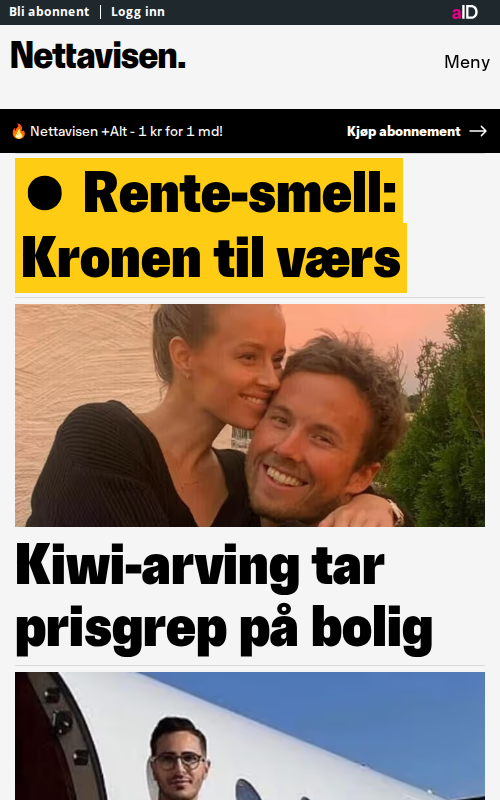 Bli abonnent
Logg inn
aID
Nettavisen.
Meny
🔥 Nettavisen +Alt - 1 kr for 1 md!
Kjøp abonnement →
● Rente-smell:
Kronen til værs
Kiwi-arving tar
prisgrep på bolig